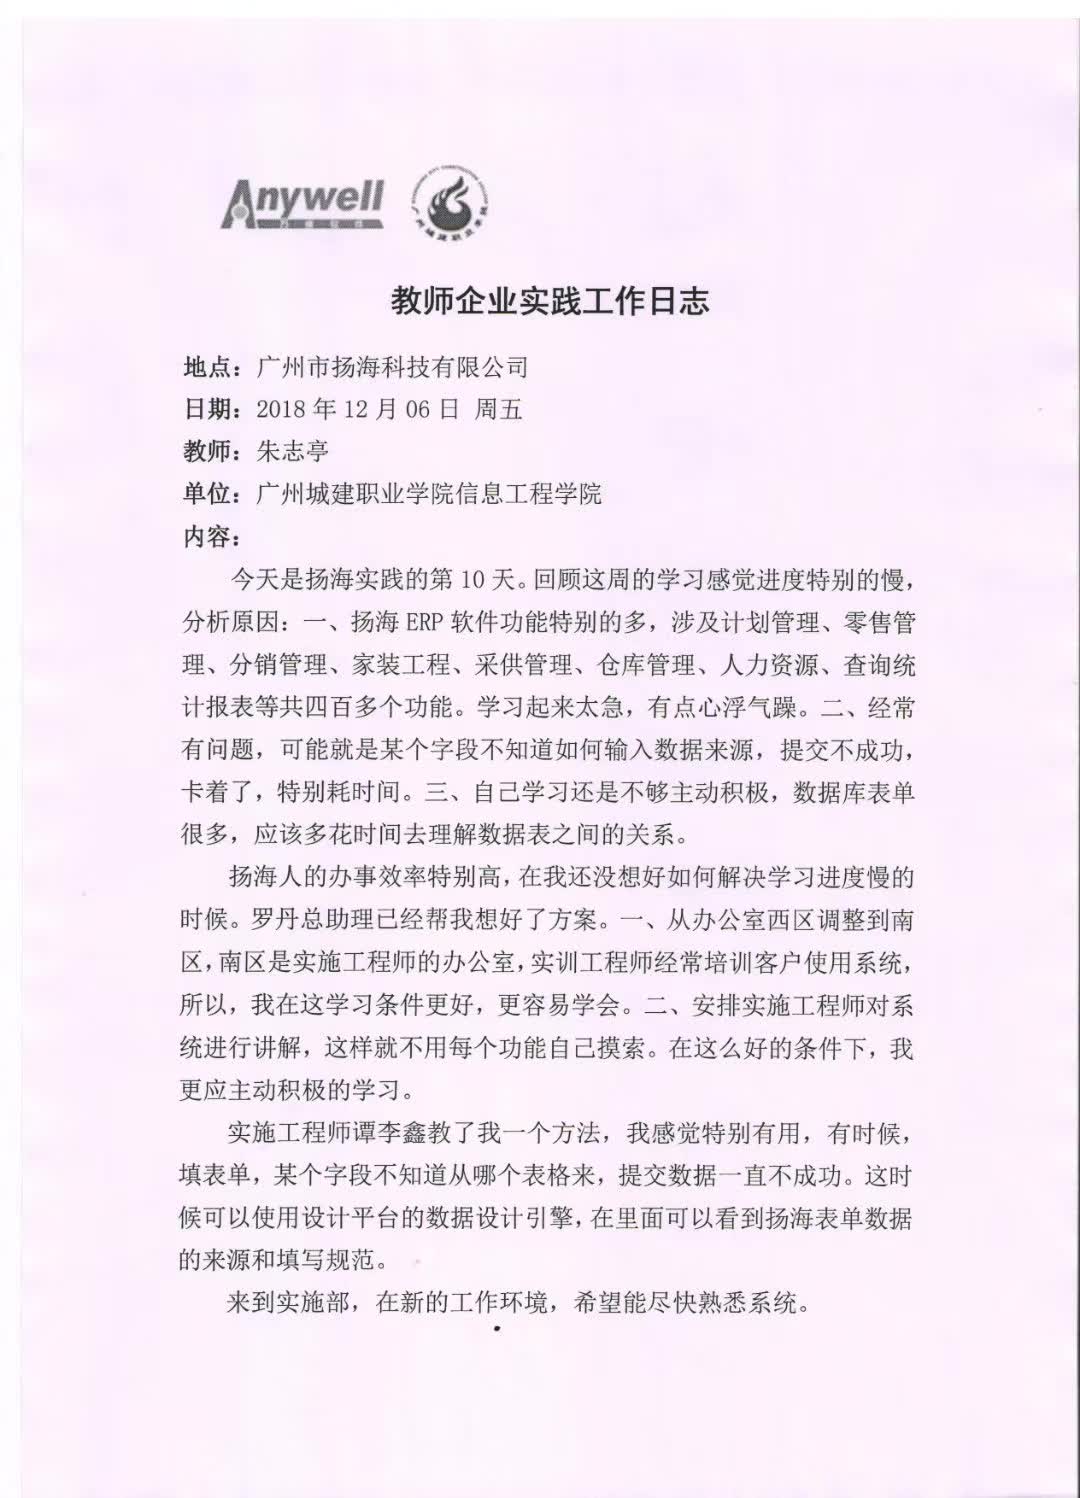 Anywell
教师企业实践工作日志
地点：广州市扬海科技有限公司
日期：2018 年 12 月 06 日 周五
教师：朱志亭
单位：广州城建职业学院信息工程学院
内容：
今天是扬海实践的第 10 天。回顾这周的学习感觉进度特别的慢，
分析原因：一、扬海 ERP 软件功能特别的多，涉及计划管理、零售管
理、分销管理、家装工程、采供管理、仓库管理、人力资源、查询统
计报表等共四百多个功能。学习起来太急，有点心浮气躁。二、经常
有问题，可能就是某个字段不知道如何输入数据来源，提交不成功，
卡着了，特别耗时间。三、自己学习还是不够主动积极，数据库表单
很多，应该多花时间去理解数据表之间的关系。
扬海人的办事效率特别高，在我还没想好如何解决学习进度慢的
时候。罗丹总助理已经帮我想好了方案。一、从办公室西区调整到南
区，南区是实施工程师的办公室，实训工程师经常培训客户使用系统，
所以，我在这学习条件更好，更容易学会。二、安排实施工程师对系
统进行讲解，这样就不用每个功能自己摸索。在这么好的条件下，我
更应主动积极的学习。
实施工程师谭李鑫教了我一个方法，我感觉特别有用，有时候，
填表单，某个字段不知道从哪个表格来，提交数据一直不成功。这时
候可以使用设计平台的数据设计引擎，在里面可以看到扬海表单数据
的来源和填写规范。
来到实施部，在新的工作环境，希望能尽快熟悉系统。